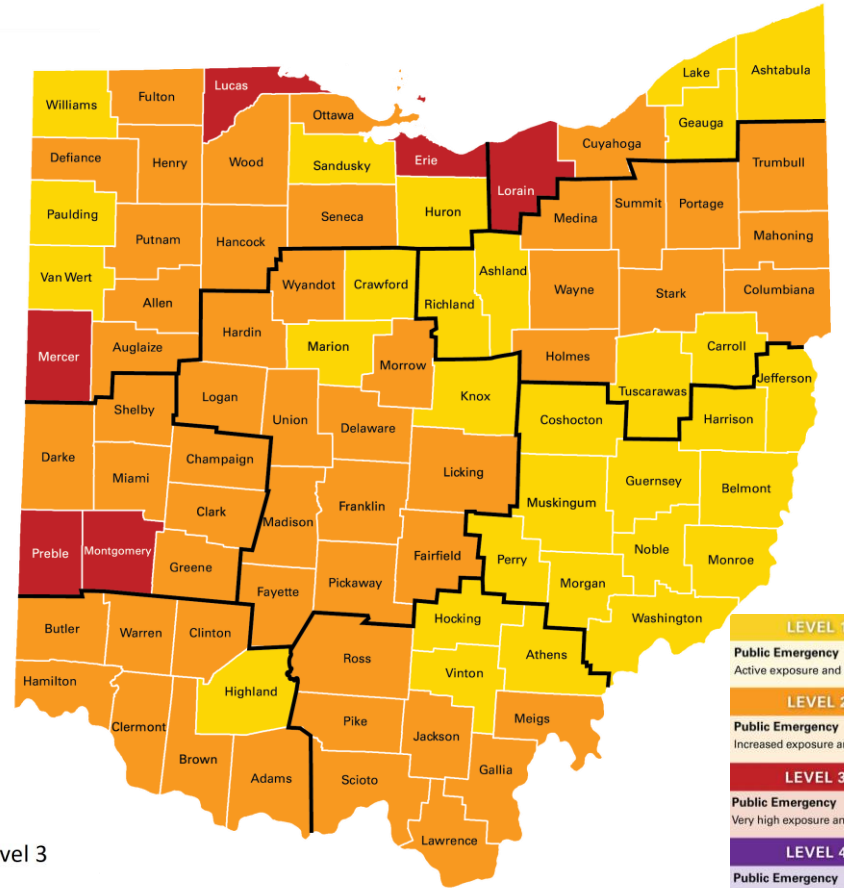 Lake
Ashtabula
Williams
Fulton
Lucas
Ottawa
Geauga
Cuyahoga
Defiance
Henry
Wood
Sandusky
Erie
Lorain
Trumbull
Paulding
Putnam
Hancock
Seneca
Huron
Medina
Summit
Portage
Mahoning
Van Wert
Allen
Wyandot
Crawford
Richland
Ashland
Wayne
Stark
Columbiana
Mercer
Auglaize
Hardin
Marion
Morrow
Holmes
Carroll
Jefferson
Shelby
Logan
Union
Delaware
Knox
Coshocton
Tuscarawas
Harrison
Darke
Miami
Champaign
Clark
Madison
Franklin
Licking
Muskingum
Guernsey
Belmont
Preble
Montgomery
Greene
Fayette
Pickaway
Fairfield
Perry
Morgan
Noble
Monroe
Butler
Warren
Clinton
Ross
Hocking
Athens
Washington
Hamilton
Clermont
Highland
Pike
Vinton
Jackson
Meigs
Brown
Adams
Scioto
Gallia
Lawrence
vel 3
LEVEL 1
Public Emergency
Active exposure and
LEVEL 2
Public Emergency
Increased exposure an
LEVEL 3
Public Emergency
Very high exposure an
LEVEL 4
Public Emergency